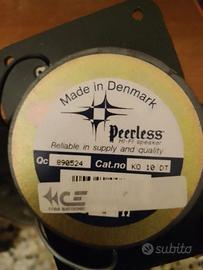 Made in Denmark
Peerless
Hi-Fi speaker
Reliable in supply and quality
Qc 890524 Cat.no KO 10 DT
CE
Ω
subito